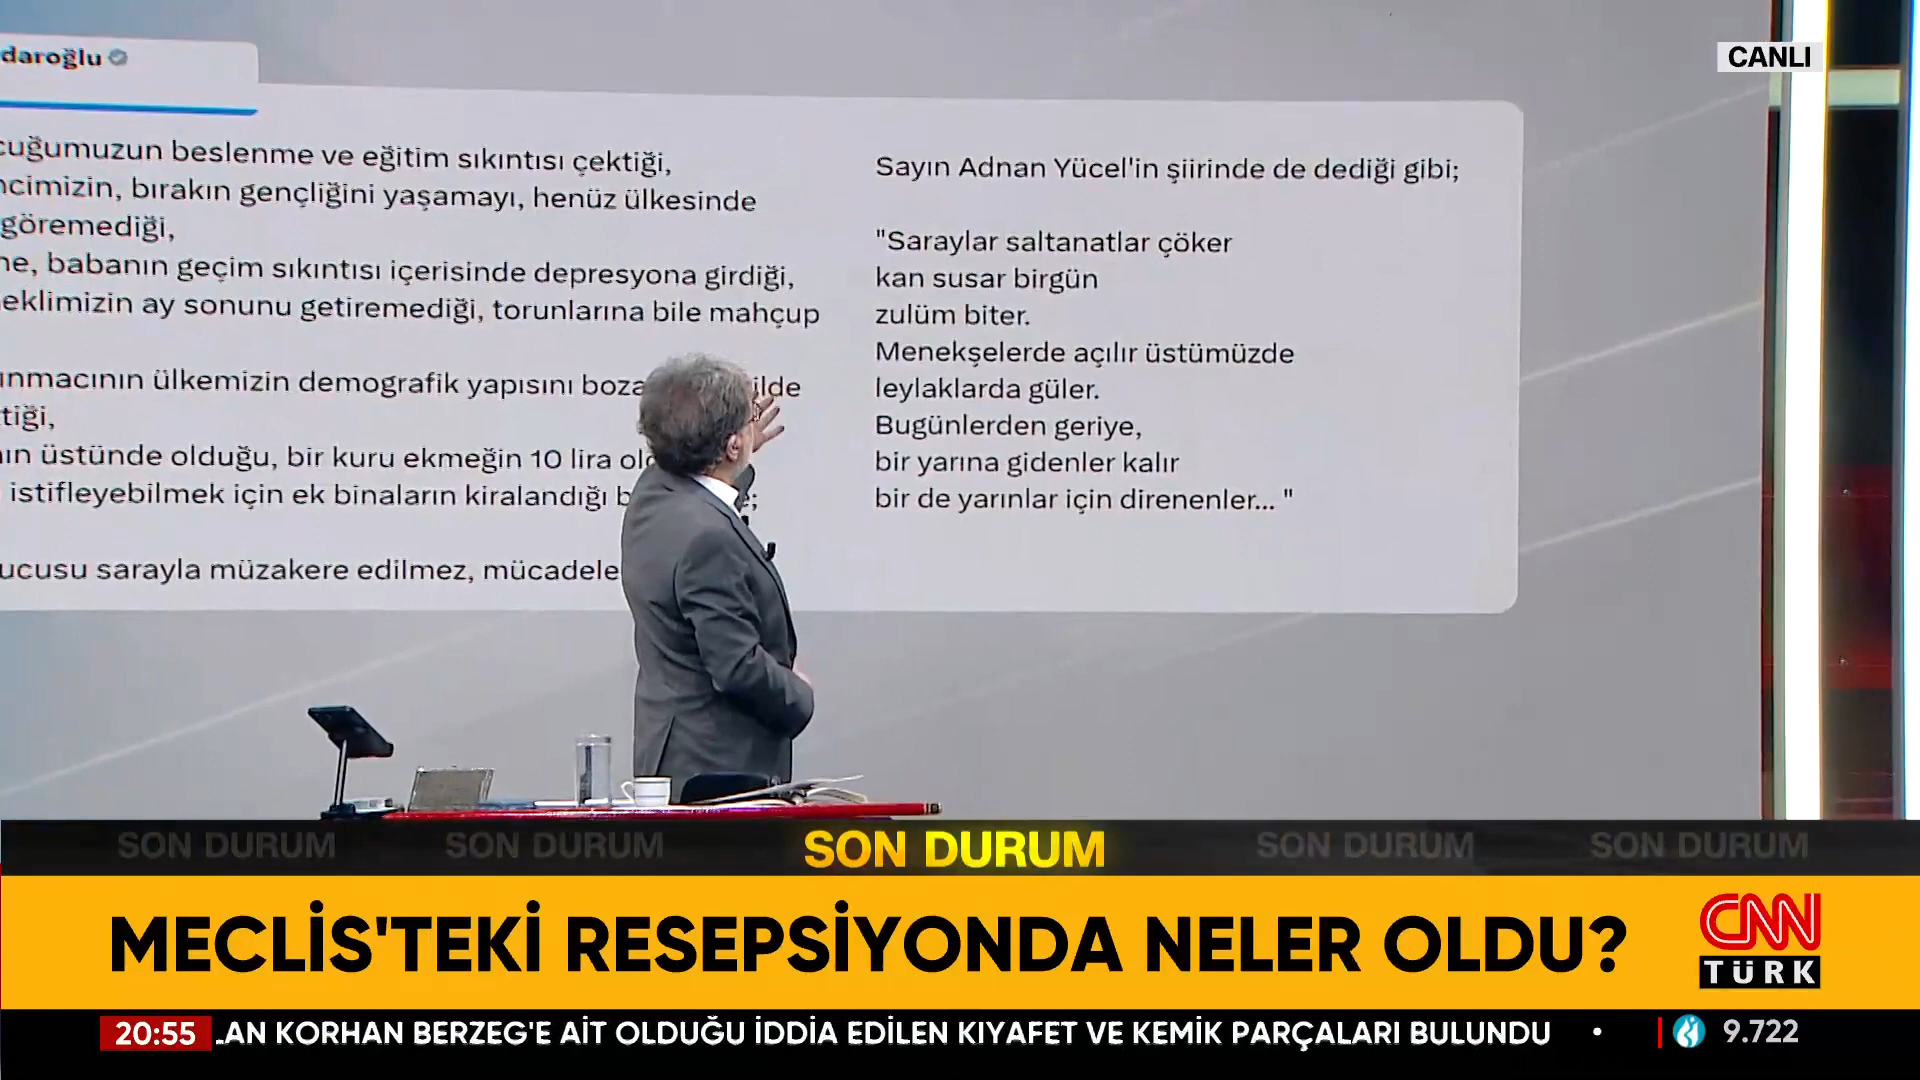 daroğlu
CANLI
cuğumuzun beslenme ve eğitim sıkıntısı çektiği,
ncimizin, bırakın gençliğini yaşamayı, henüz ülkesinde
göremediği,
ne, babanın geçim sıkıntısı içerisinde depresyona girdiği,
eklimizin ay sonunu getiremediği, torunlarına bile mahçup
ınmacının ülkemizin demografik yapısını boza ilde
tiği,
ın üstünde olduğu, bir kuru ekmeğin 10 lira ol
istifleyebilmek için ek binaların kiralandığı b e;
ucusu sarayla müzakere edilmez, mücadele
Sayın Adnan Yücel'in şiirinde de dediği gibi;
"Saraylar saltanatlar çöker
kan susar birgün
zulüm biter.
Menekşelerde açılır üstümüzde
leylaklarda güler.
Bugünlerden geriye,
bir yarına gidenler kalır
bir de yarınlar için direnenler... "
SON DURUM SON DURUM SON DURUM SON DURUM SON DURUM
MECLİS'TEKİ RESEPSİYONDA NELER OLDU?
CNN
TÜRK
20:55 LAN KORHAN BERZEG'E AİT OLDUĞU İDDİA EDİLEN KIYAFET VE KEMİK PARÇALARI BULUNDU • 9.722